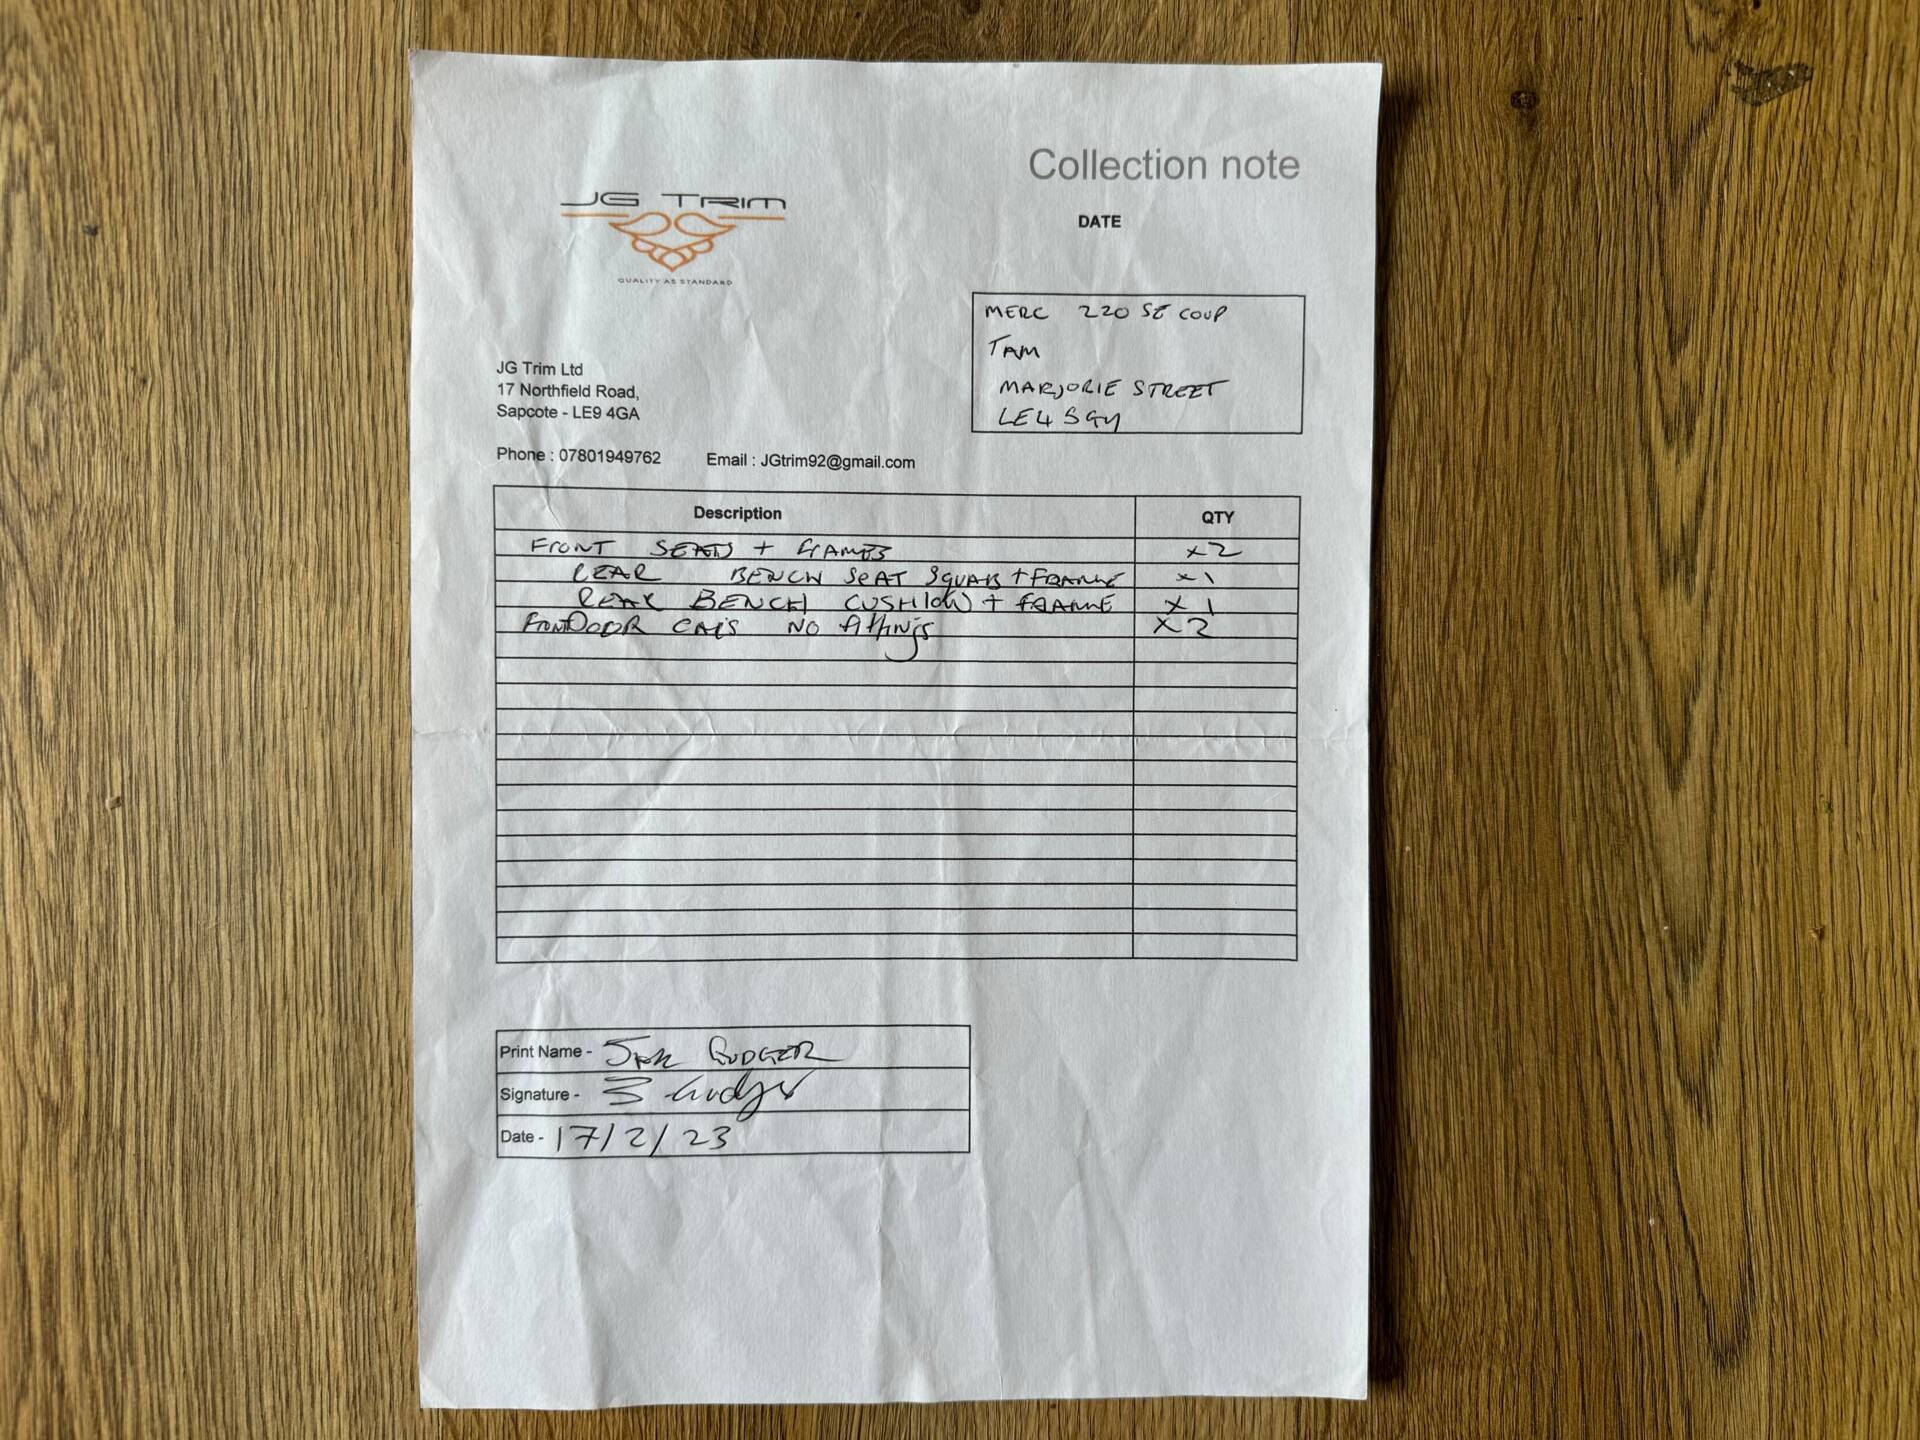 Collection note
JG TRIM
QUALITY AS STANDARD
DATE
MERC 220 SE COUP
TAM
MARJORIE STREET
LE4 5GY
JG Trim Ltd
17 Northfield Road,
Sapcote - LE9 4GA
Phone : 07801949762 Email : JGtrim92@gmail.com
Description QTY
FRONT SEATS + FRAMES x2
REAR BENCH SEAT SQUAB + FRAME x1
REAR BENCH CUSHION + FRAME x1
FRONT DOOR NO fittings x2
Print Name - GUDGER
Signature - J Gudger
Date - 17/2/23